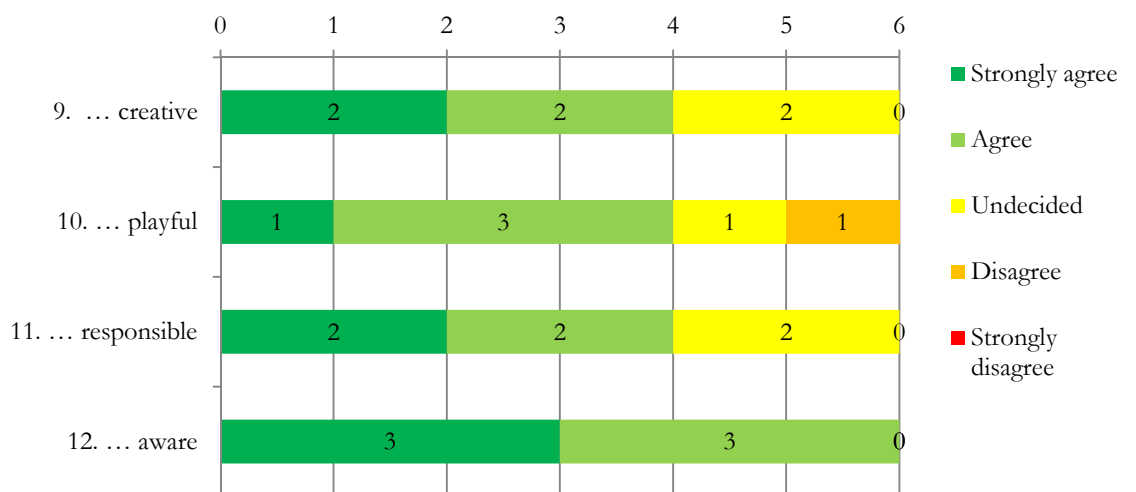 0 1 2 3 4 5 6
9. … creative 2 2 2 0
10. … playful 1 3 1 1
11. … responsible 2 2 2 0
12. … aware 3 3 0
Strongly agree
Agree
Undecided
Disagree
Strongly
disagree